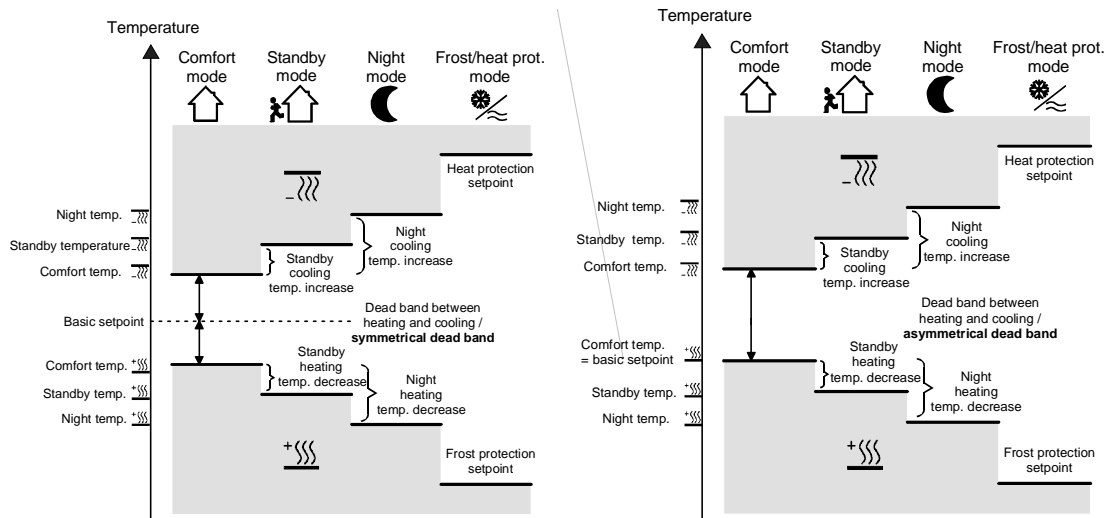 Temperature
Comfort
mode
Standby
mode
Night
mode
Frost/heat prot.
mode
Heat protection
setpoint
Night temp.
Standby temperature
Comfort temp.
Night
cooling
temp. increase
Standby
cooling
temp. increase
Basic setpoint
Dead band between
heating and cooling /
symmetrical dead band
Comfort temp.
Standby temp.
Night temp.
Standby
heating
temp. decrease
Night
heating
temp. decrease
Frost protection
setpoint
Temperature
Comfort
mode
Standby
mode
Night
mode
Frost/heat prot.
mode
Heat protection
setpoint
Night temp.
Standby temp.
Comfort temp.
Night
cooling
temp. increase
Standby
cooling
temp. increase
Dead band between
heating and cooling /
asymmetrical dead band
Comfort temp.
= basic setpoint
Standby temp.
Night temp.
Standby
heating
temp. decrease
Night
heating
temp. decrease
Frost protection
setpoint